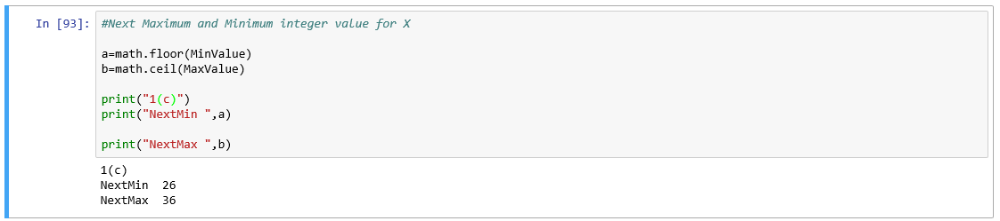 In [93]: #Next Maximum and Minimum integer value for X
a=math.floor(MinValue)
b=math.ceil(MaxValue)
print("1(c)")
print("NextMin ",a)
print("NextMax ",b)
1(c)
NextMin  26
NextMax  36